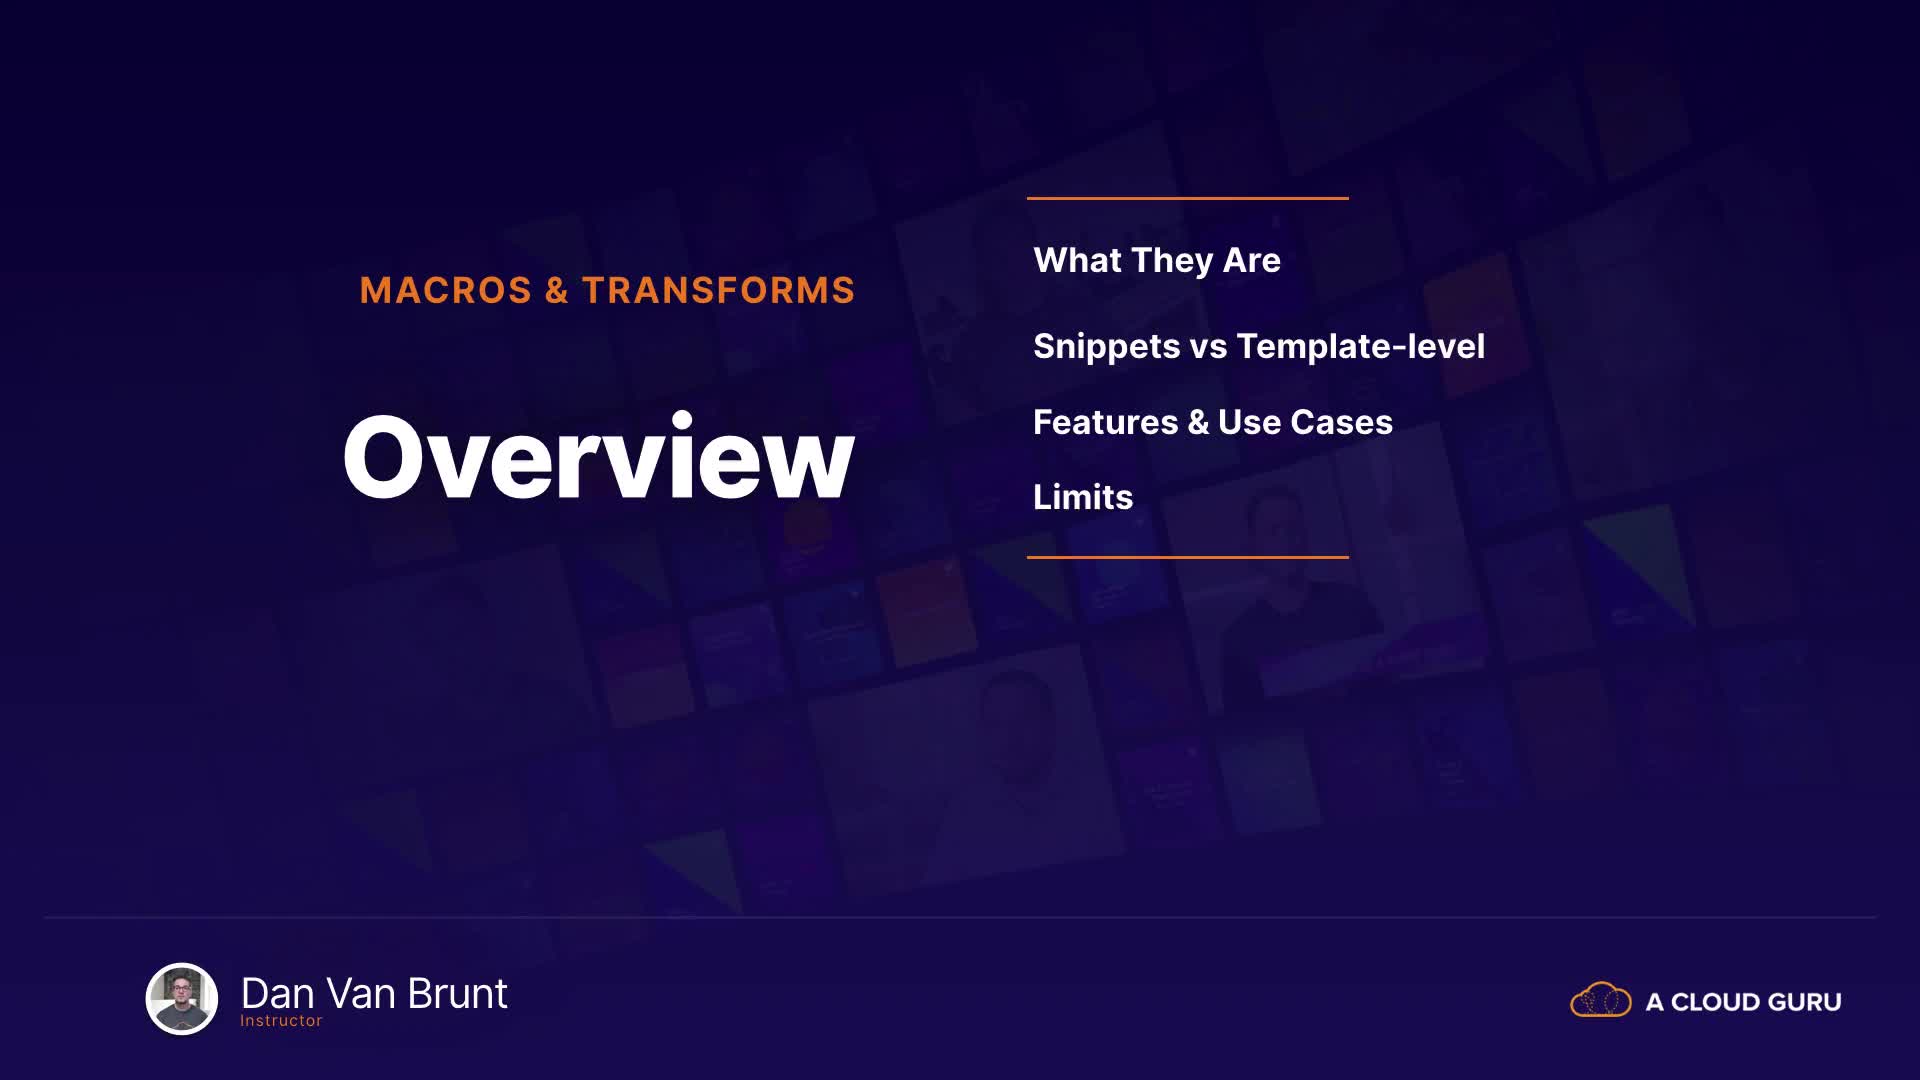 MACROS & TRANSFORMS
Overview
What They Are
Snippets vs Template-level
Features & Use Cases
Limits
Dan Van Brunt
Instructor
A CLOUD GURU